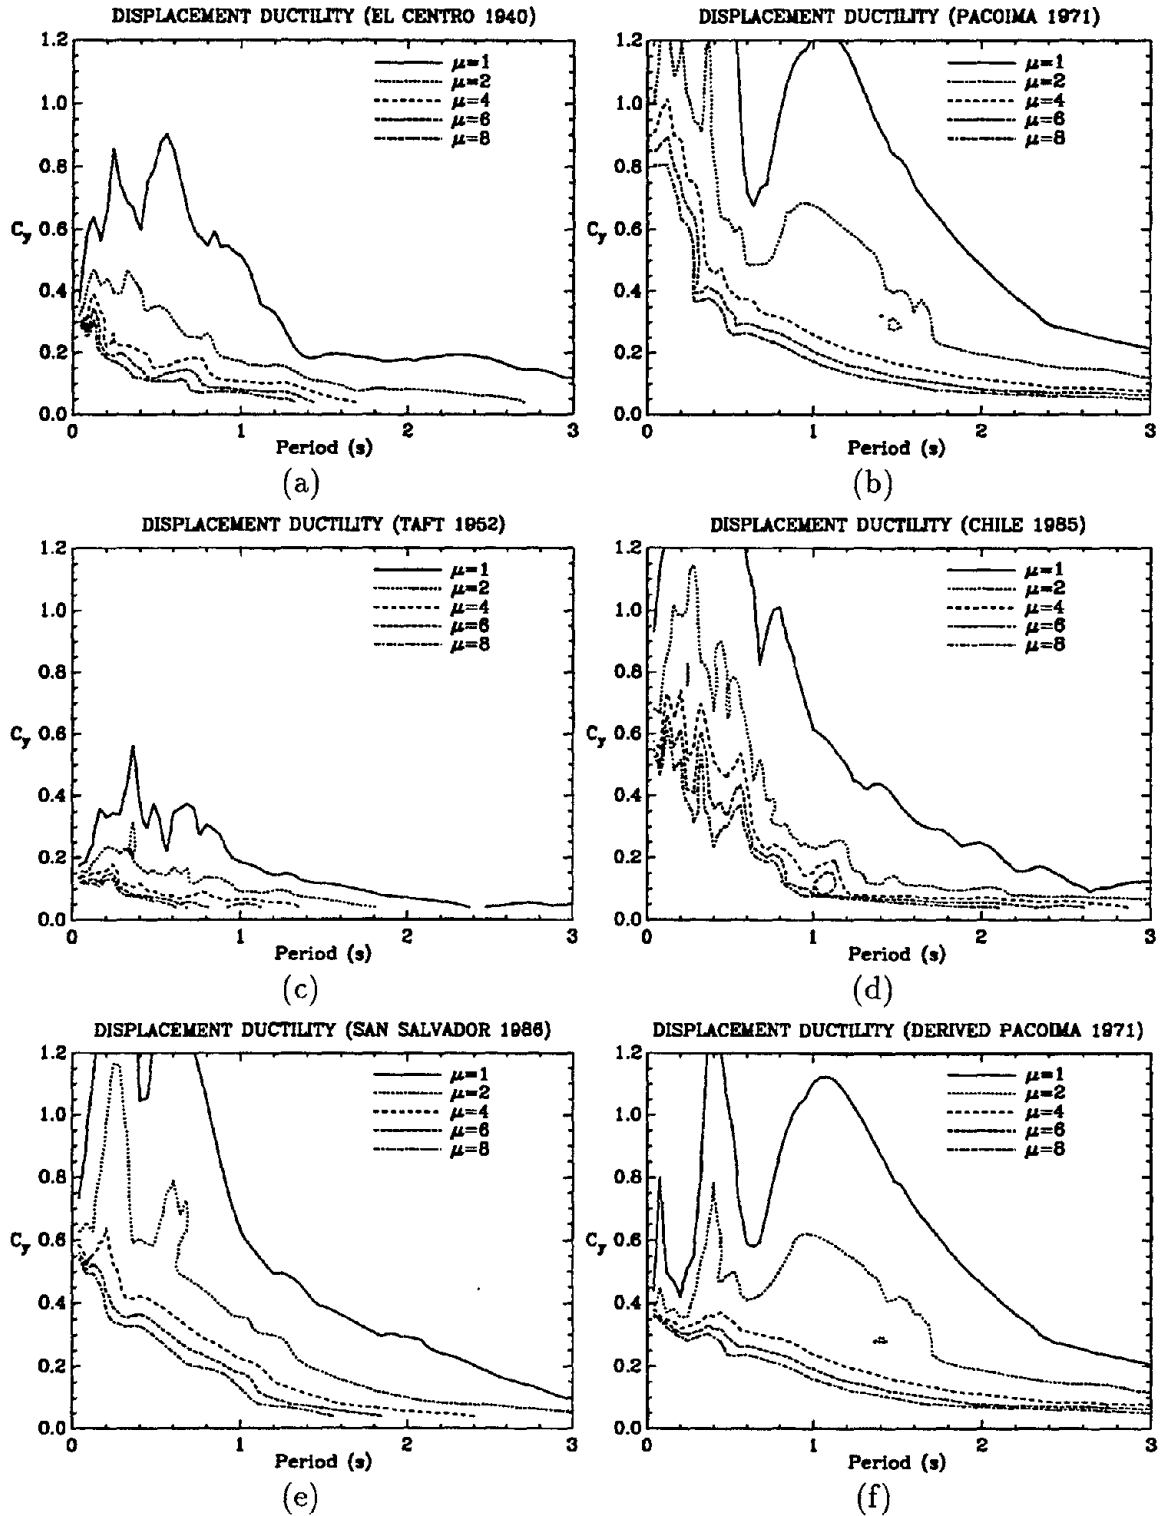 DISPLACEMENT DUCTILITY (EL CENTRO 1940)
1.2
1.0
0.8
0.6
0.4
0.2
0.0
Cy
μ=1
μ=2
μ=4
μ=6
μ=8
0 1 2 3
Period (s)
(a)
DISPLACEMENT DUCTILITY (PACOIMA 1971)
1.2
1.0
0.8
0.6
0.4
0.2
0.0
Cy
μ=1
μ=2
μ=4
μ=6
μ=8
0 1 2 3
Period (s)
(b)
DISPLACEMENT DUCTILITY (TAFT 1952)
1.2
1.0
0.8
0.6
0.4
0.2
0.0
Cy
μ=1
μ=2
μ=4
μ=6
μ=8
0 1 2 3
Period (s)
(c)
DISPLACEMENT DUCTILITY (CHILE 1985)
1.2
1.0
0.8
0.6
0.4
0.2
0.0
Cy
μ=1
μ=2
μ=4
μ=6
μ=8
0 1 2 3
Period (s)
(d)
DISPLACEMENT DUCTILITY (SAN SALVADOR 1986)
1.2
1.0
0.8
0.6
0.4
0.2
0.0
Cy
μ=1
μ=2
μ=4
μ=6
μ=8
0 1 2 3
Period (s)
(e)
DISPLACEMENT DUCTILITY (DERIVED PACOIMA 1971)
1.2
1.0
0.8
0.6
0.4
0.2
0.0
Cy
μ=1
μ=2
μ=4
μ=6
μ=8
0 1 2 3
Period (s)
(f)